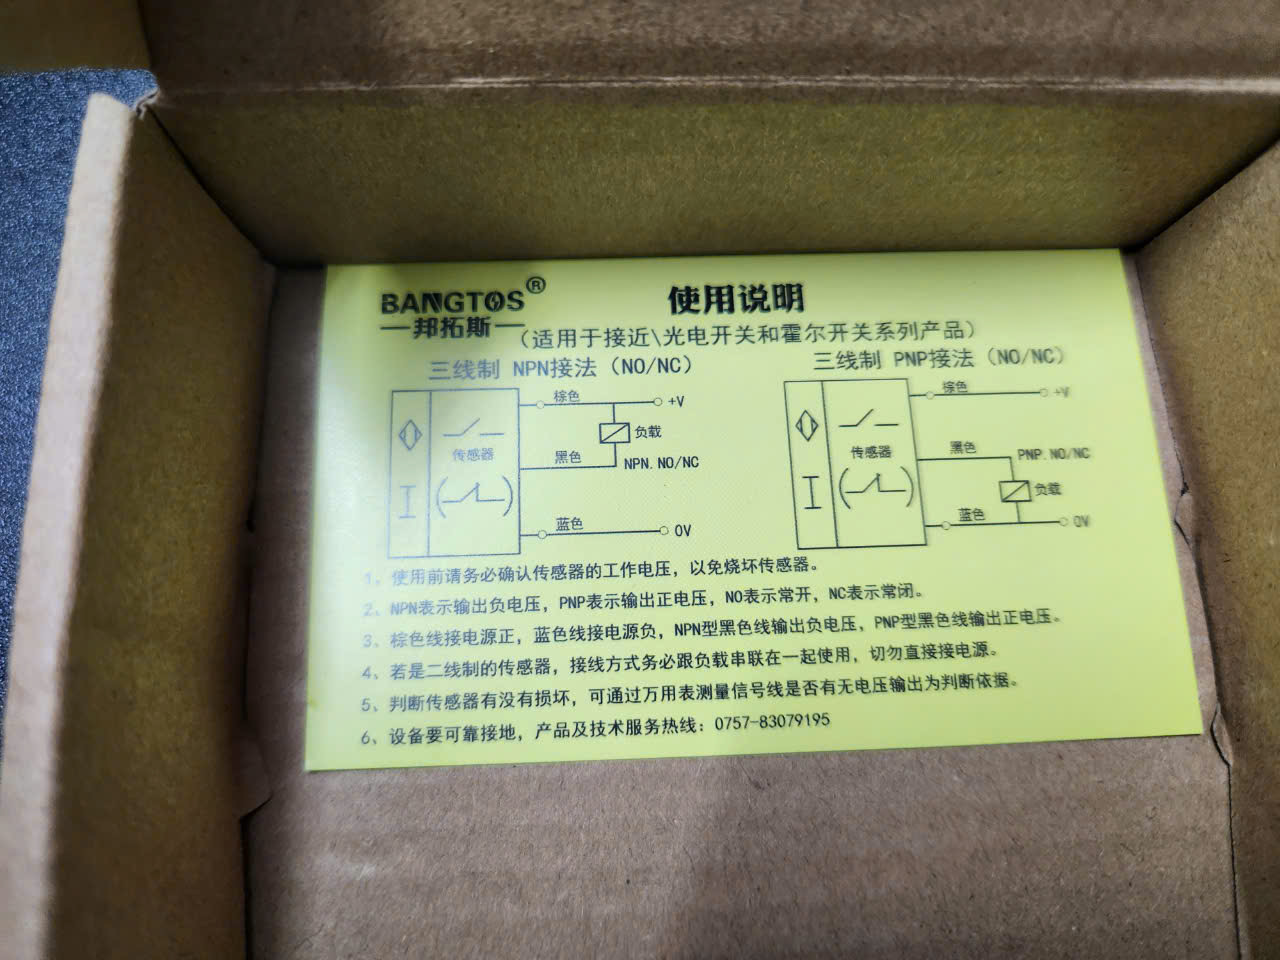 BANGTOS®
邦拓斯
使用说明
（适用于接近\光电开关和霍尔开关系列产品）
三线制 NPN接法（NO/NC）
棕色
+V
负载
传感器
黑色
NPN.NO/NC
蓝色
0V
三线制 PNP接法（NO/NC）
棕色
+V
传感器
黑色
PNP.NO/NC
负载
蓝色
0V
1、使用前请务必确认传感器的工作电压，以免烧坏传感器。
2、NPN表示输出负电压，PNP表示输出正电压，NO表示常开，NC表示常闭。
3、棕色线接电源正，蓝色线接电源负，NPN型黑色线输出负电压，PNP型黑色线输出正电压。
4、若是二线制的传感器，接线方式务必跟负载串联在一起使用，切勿直接接电源。
5、判断传感器有没有损坏，可通过万用表测量信号线是否有无电压输出为判断依据。
6、设备要可靠接地，产品及技术服务热线：0757-83079195